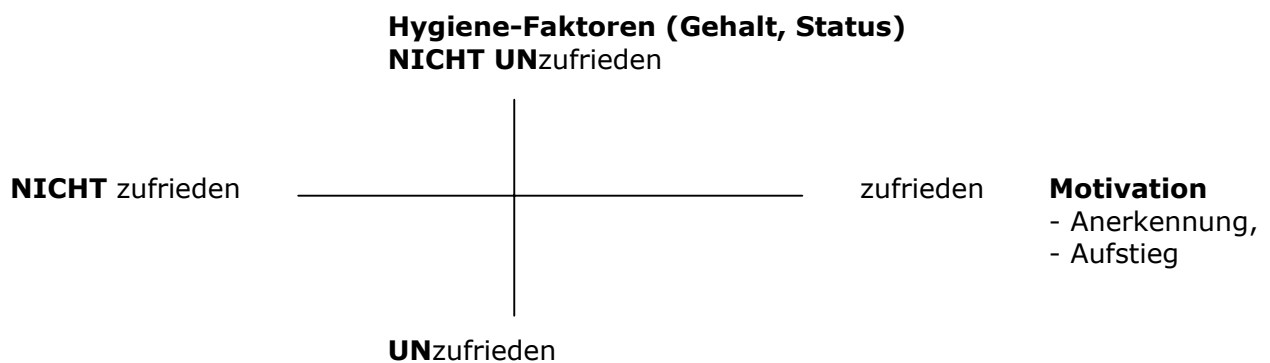 Hygiene-Faktoren (Gehalt, Status)
NICHT UNzufrieden
NICHT zufrieden
zufrieden
Motivation
- Anerkennung,
- Aufstieg
UNzufrieden